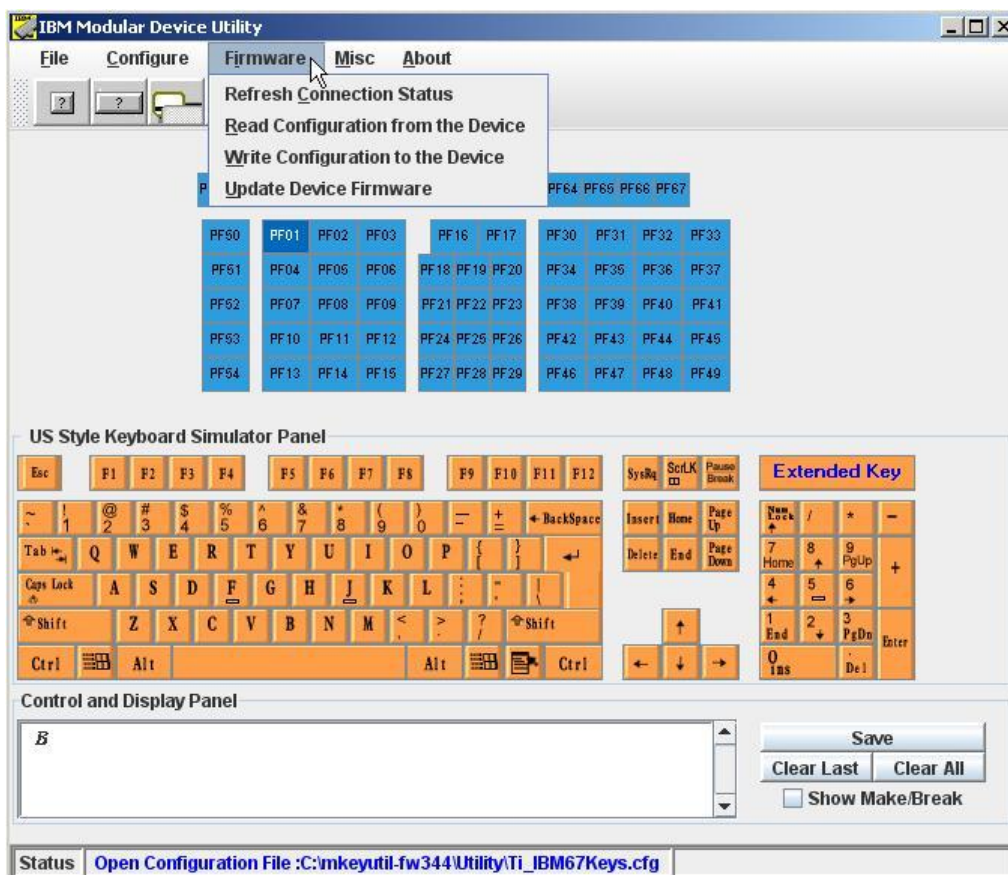 IBM Modular Device Utility
File Configure Firmware Misc About
? ?
Refresh Connection Status
Read Configuration from the Device
Write Configuration to the Device
Update Device Firmware
PF64 PF65 PF66 PF67
PF50 PF01 PF02 PF03 PF16 PF17 PF30 PF31 PF32 PF33
PF51 PF04 PF05 PF06 PF18 PF19 PF20 PF34 PF35 PF36 PF37
PF52 PF07 PF08 PF09 PF21 PF22 PF23 PF38 PF39 PF40 PF41
PF53 PF10 PF11 PF12 PF24 PF25 PF26 PF42 PF43 PF44 PF45
PF54 PF13 PF14 PF15 PF27 PF28 PF29 PF46 PF47 PF48 PF49
US Style Keyboard Simulator Panel
Esc F1 F2 F3 F4 F5 F6 F7 F8 F9 F10 F11 F12 SysRq ScrLK Pause Break Extended Key
~ ! @ # $ % ^ & * ( ) — +
` 1 2 3 4 5 6 7 8 9 0 - = ← BackSpace Insert Home Page Up Num Lock / * -
Tab Q W E R T Y U I O P { [ } ] Delete End Page Down 7 Home 8 9 PgUp +
Caps Lock A S D F G H J K L : ; " ' | \ 4 ← 5 6 →
Shift Z X C V B N M < , > . ? / Shift ↑ 1 End 2 ↓ 3 PgDn Enter
Ctrl Alt Alt Ctrl ← ↓ → 0 ins . Del
Control and Display Panel
B
Save
Clear Last Clear All
Show Make/Break
Status Open Configuration File :C:\mkeyutil-fw344\Utility\Ti_IBM67Keys.cfg